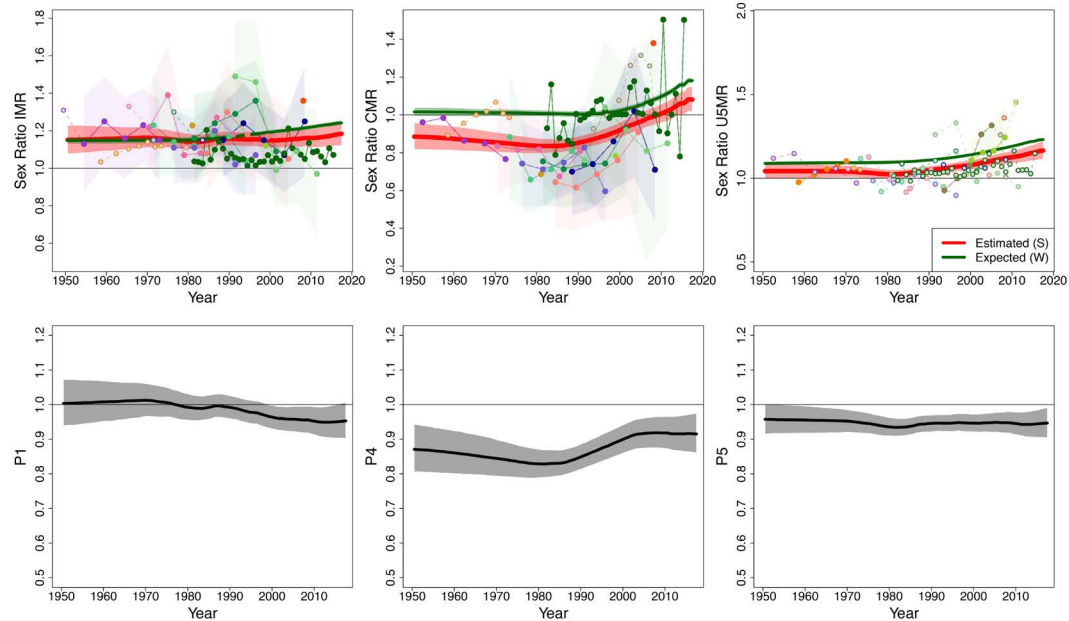 Sex Ratio IMR
0.6 0.8 1.0 1.2 1.4 1.6 1.8
1950 1960 1970 1980 1990 2000 2010 2020
Year
Sex Ratio CMR
0.2 0.4 0.6 0.8 1.0 1.2 1.4
1950 1960 1970 1980 1990 2000 2010 2020
Year
Sex Ratio U5MR
0.5 1.0 1.5 2.0
Estimated (S)
Expected (W)
1950 1960 1970 1980 1990 2000 2010 2020
Year
P1
0.5 0.6 0.7 0.8 0.9 1.0 1.1 1.2
1950 1960 1970 1980 1990 2000 2010
Year
P4
0.5 0.6 0.7 0.8 0.9 1.0 1.1 1.2
1950 1960 1970 1980 1990 2000 2010
Year
P5
0.5 0.6 0.7 0.8 0.9 1.0 1.1 1.2
1950 1960 1970 1980 1990 2000 2010
Year